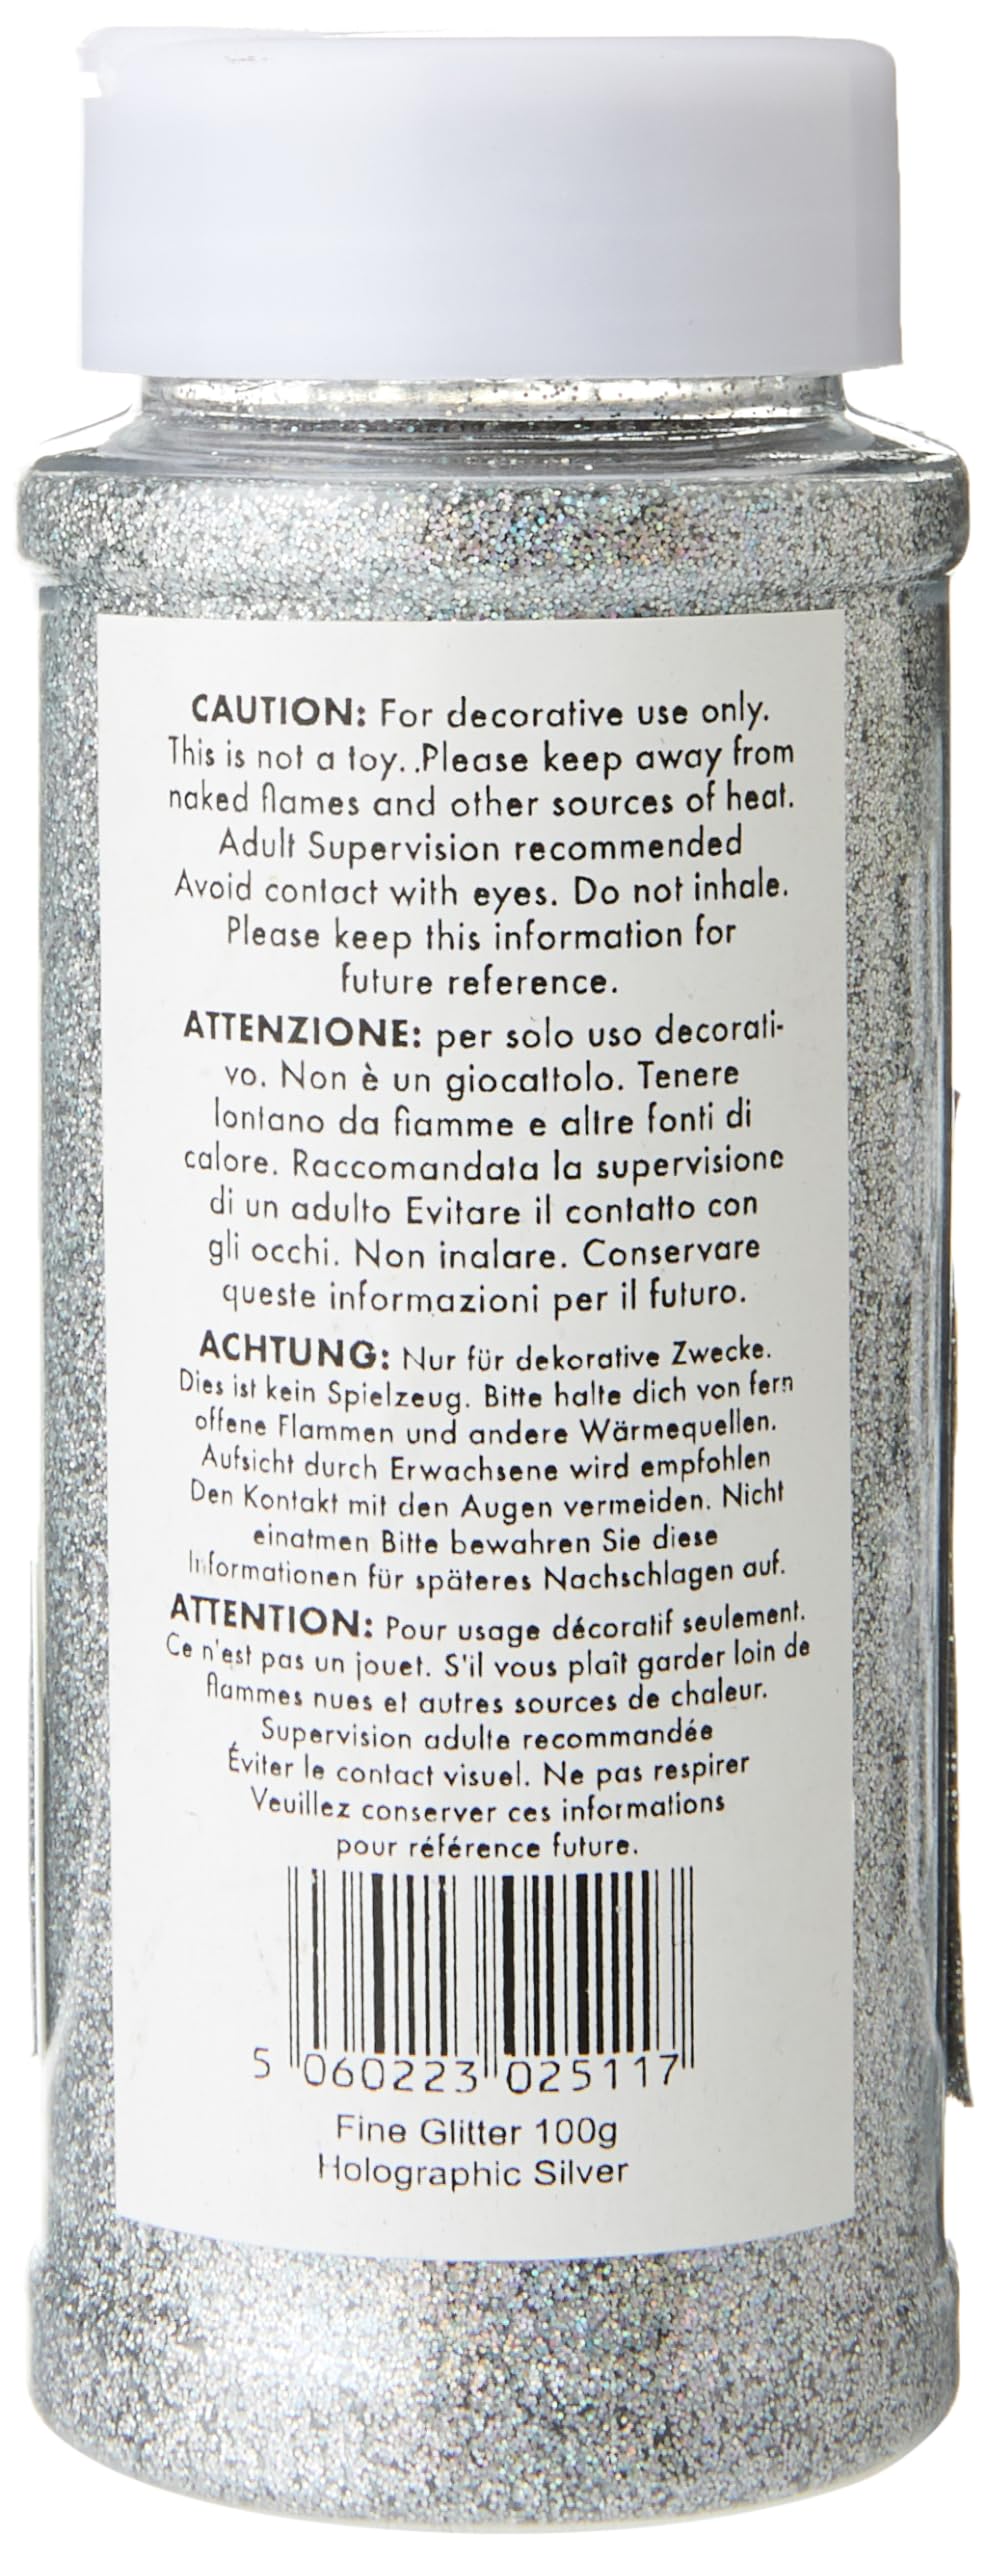 CAUTION: For decorative use only.
This is not a toy. .Please keep away from
naked flames and other sources of heat.
Adult Supervision recommended
Avoid contact with eyes. Do not inhale.
Please keep this information for
future reference.
ATTENZIONE: per solo uso decorati-
vo. Non è un giocattolo. Tenere
lontano da fiamme e altre fonti di
calore. Raccomandata la supervisione
di un adulto Evitare il contatto con
gli occhi. Non inalare. Conservare
queste informazioni per il futuro.
ACHTUNG: Nur für dekorative Zwecke.
Dies ist kein Spielzeug. Bitte halte dich von fern
offene Flammen und andere Wärmequellen.
Aufsicht durch Erwachsene wird empfohlen
Den Kontakt mit den Augen vermeiden. Nicht
einatmen Bitte bewahren Sie diese
Informationen für späteres Nachschlagen auf.
ATTENTION: Pour usage décoratif seulement.
Ce n'est pas un jouet. S'il vous plaît garder loin de
flammes nues et autres sources de chaleur.
Supervision adulte recommandée
Éviter le contact visuel. Ne pas respirer
Veuillez conserver ces informations
pour référence future.
5 060223 025117
Fine Glitter 100g
Holographic Silver